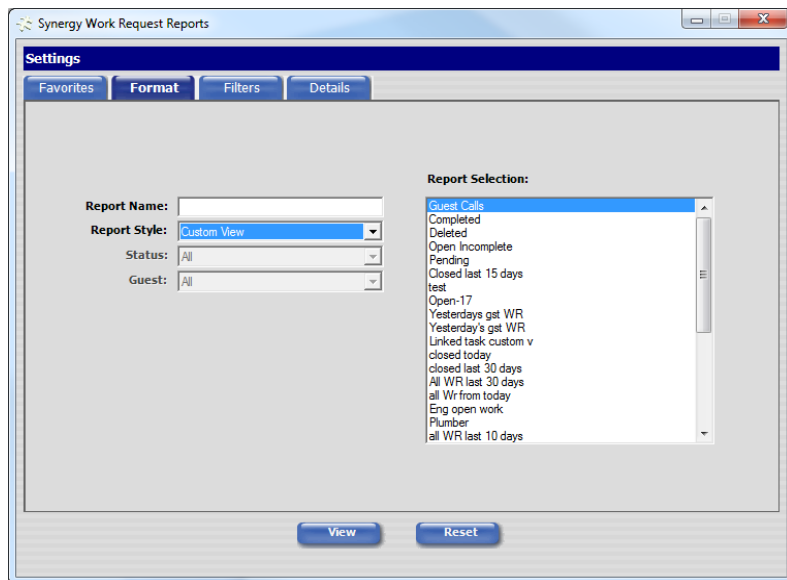 Synergy Work Request Reports
Settings
Favorites Format Filters Details
Report Selection:
Report Name:
Report Style: Custom View
Status: All
Guest: All
Guest Calls
Completed
Deleted
Open Incomplete
Pending
Closed last 15 days
test
Open-17
Yesterdays gst WR
Yesterday's gst WR
Linked task custom v
closed today
closed last 30 days
All WR last 30 days
all Wr from today
Eng open work
Plumber
all WR last 10 days
View Reset